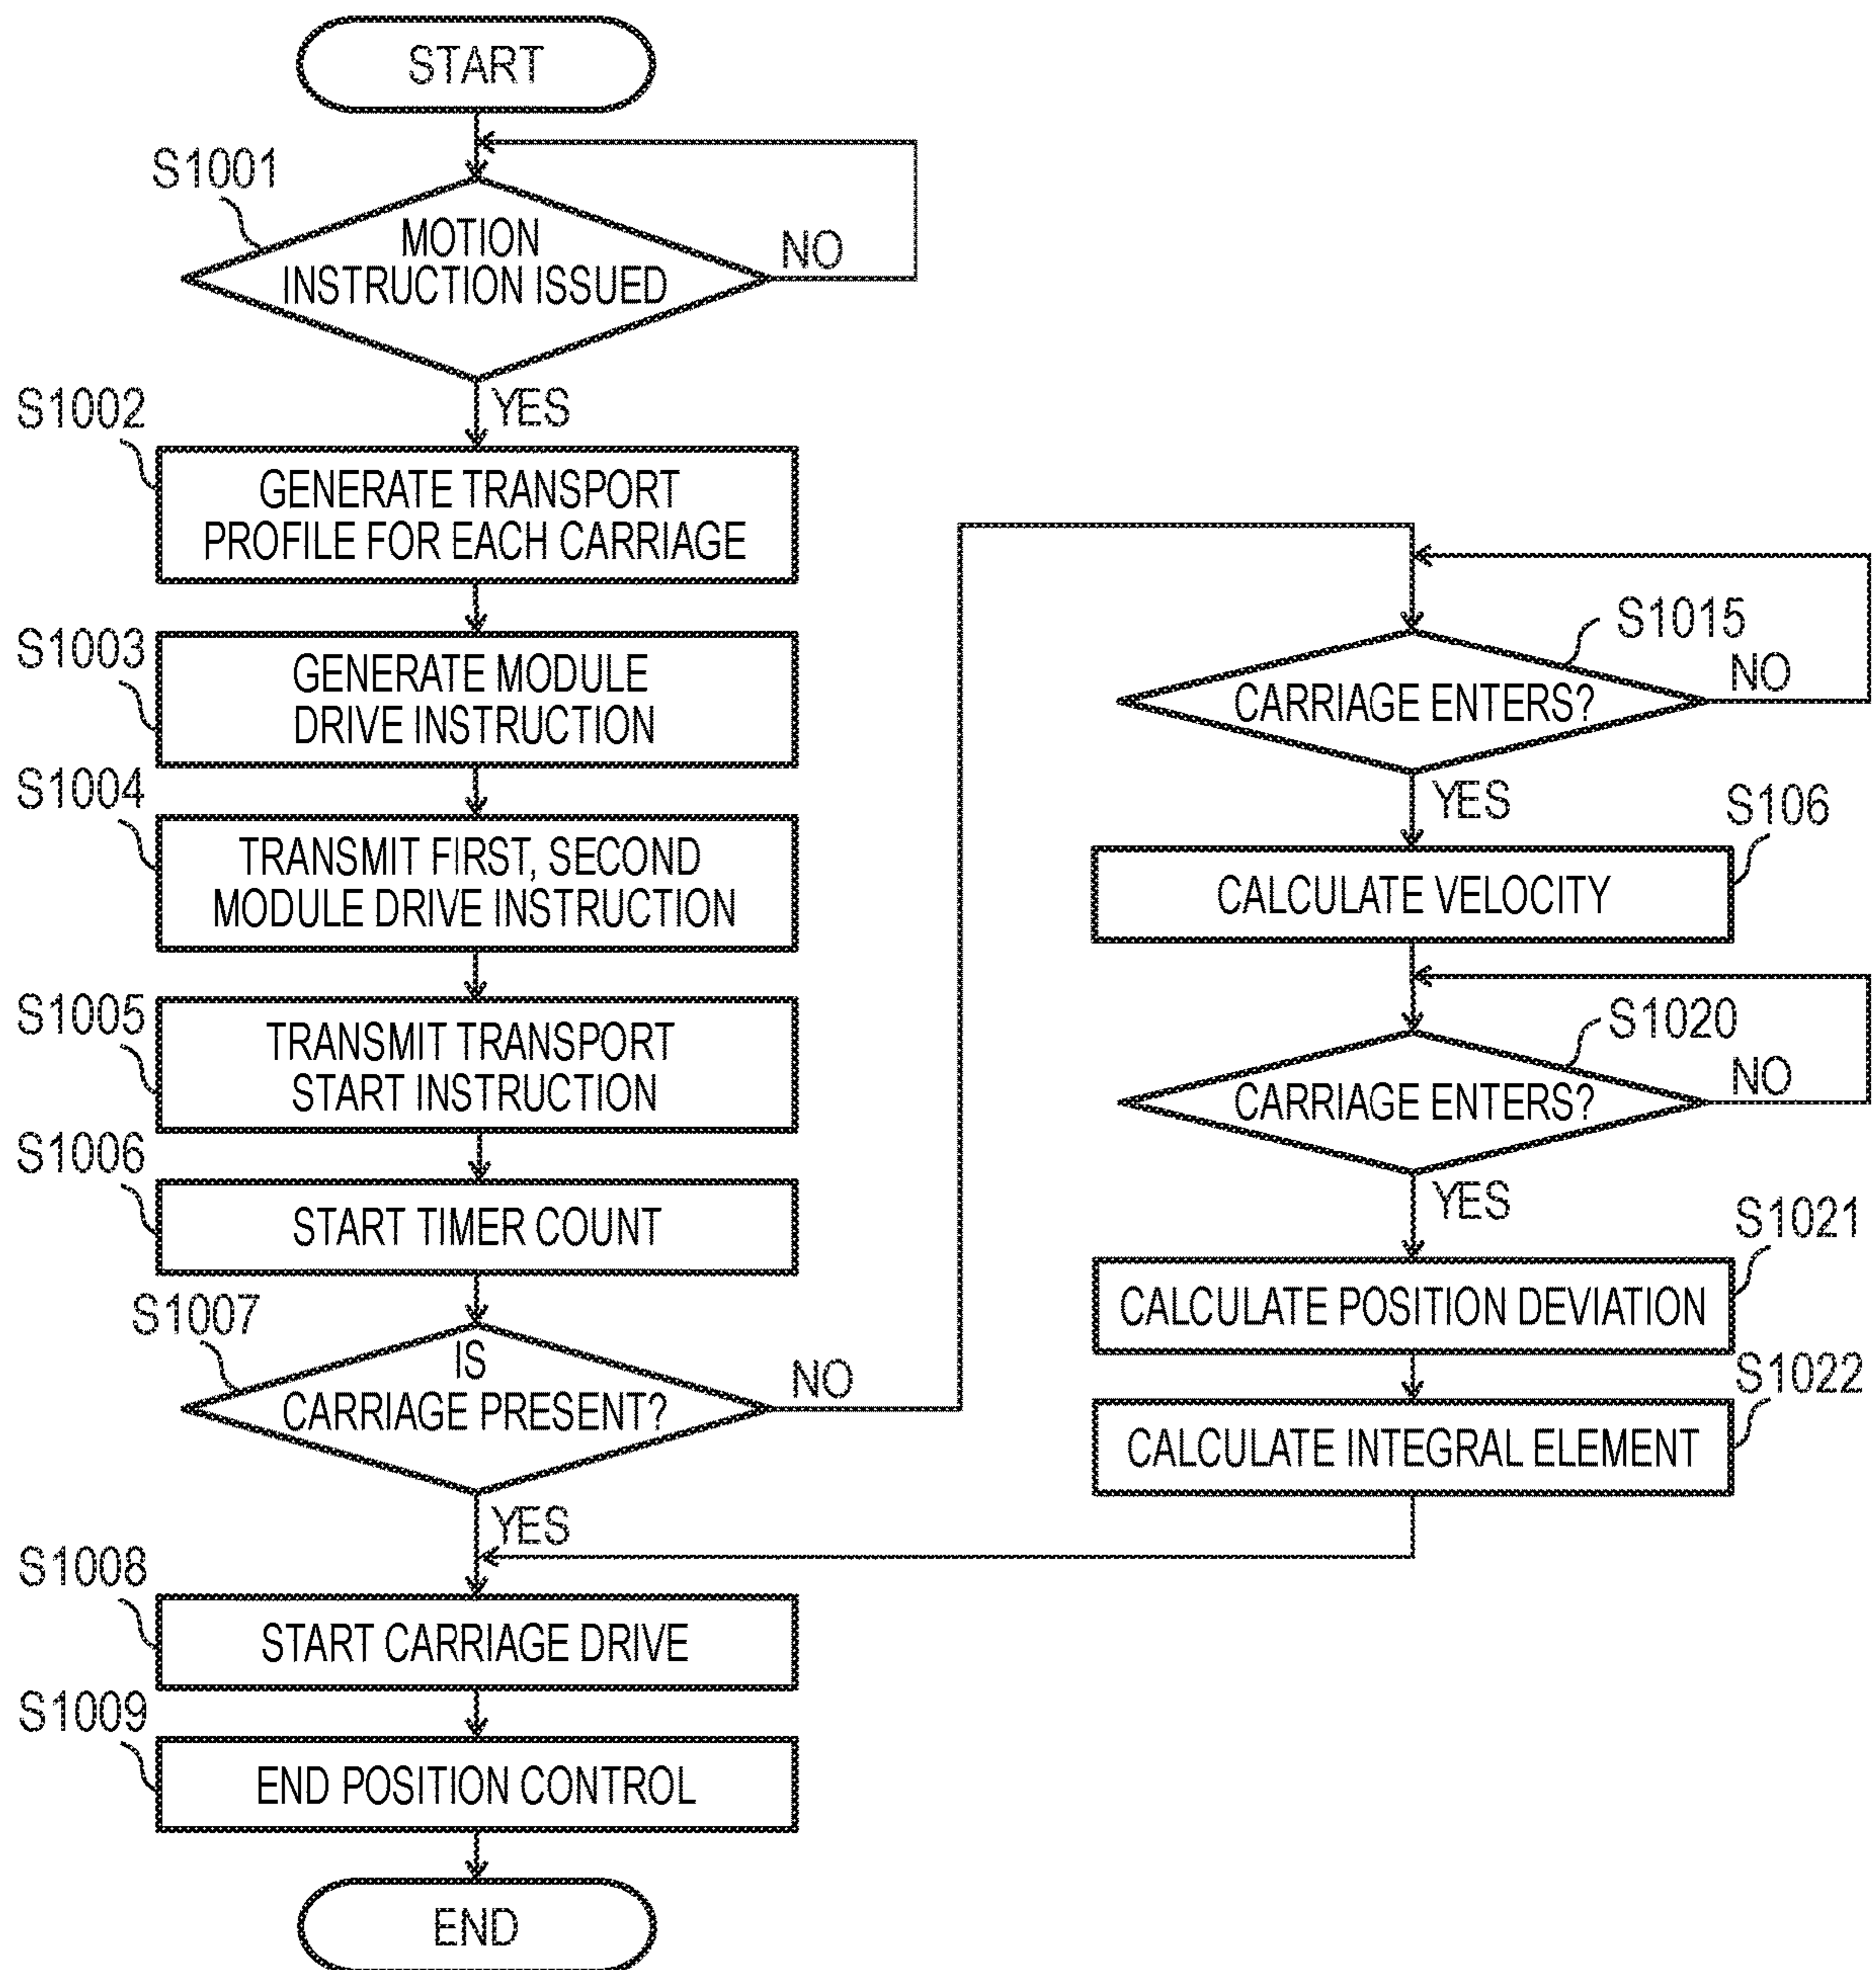 START
S1001
MOTION
INSTRUCTION ISSUED
NO
YES
S1002
GENERATE TRANSPORT
PROFILE FOR EACH CARRIAGE
S1003
GENERATE MODULE
DRIVE INSTRUCTION
S1004
TRANSMIT FIRST, SECOND
MODULE DRIVE INSTRUCTION
S1005
TRANSMIT TRANSPORT
START INSTRUCTION
S1006
START TIMER COUNT
S1007
IS
CARRIAGE PRESENT?
NO
YES
S1008
START CARRIAGE DRIVE
S1009
END POSITION CONTROL
END
S1015
CARRIAGE ENTERS?
NO
YES
S106
CALCULATE VELOCITY
S1020
CARRIAGE ENTERS?
NO
YES
S1021
CALCULATE POSITION DEVIATION
S1022
CALCULATE INTEGRAL ELEMENT